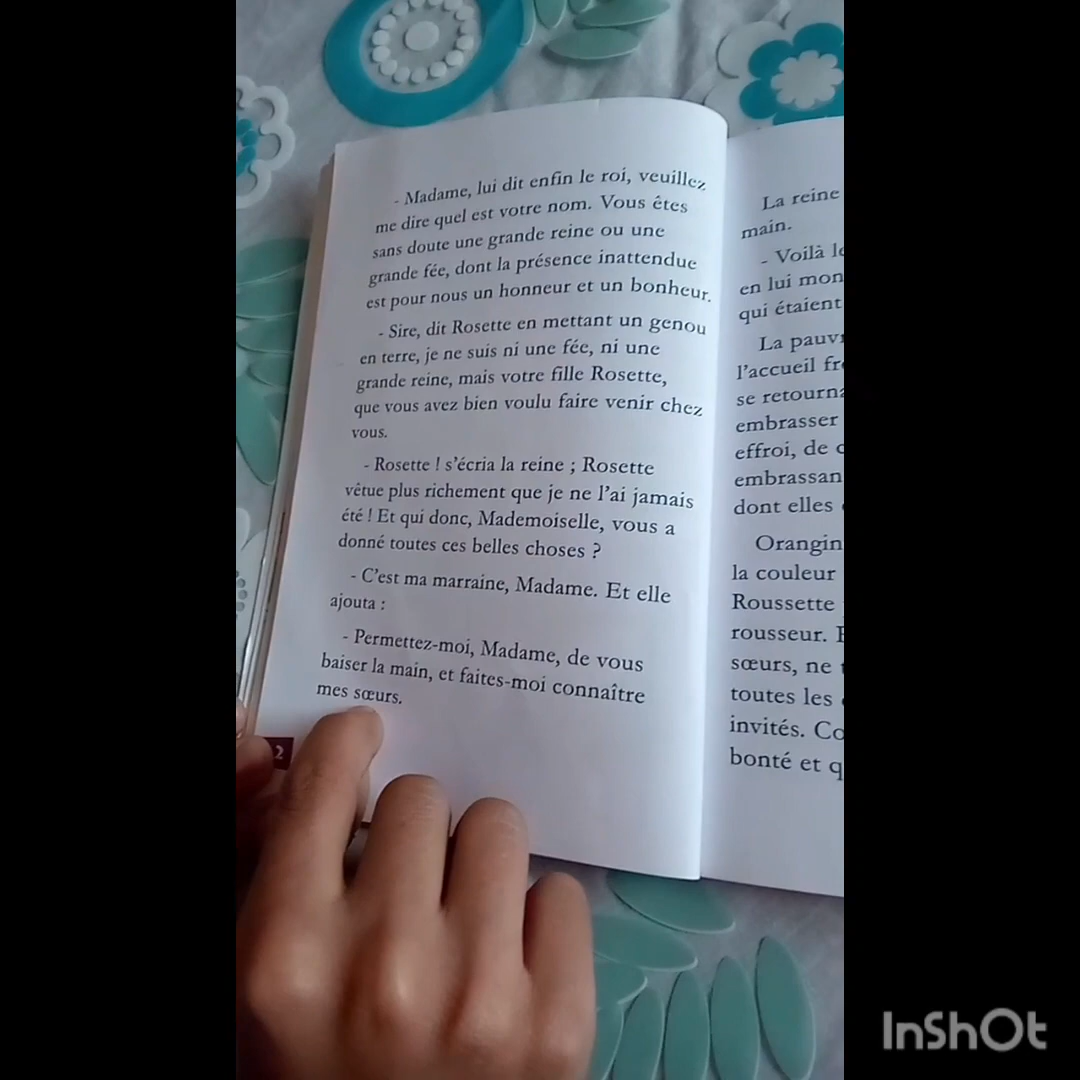 - Madame, lui dit enfin le roi, veuillez
me dire quel est votre nom. Vous êtes
sans doute une grande reine ou une
grande fée, dont la présence inattendue
est pour nous un honneur et un bonheur.
- Sire, dit Rosette en mettant un genou
en terre, je ne suis ni une fée, ni une
grande reine, mais votre fille Rosette,
que vous avez bien voulu faire venir chez
vous.
- Rosette ! s'écria la reine ; Rosette
vêtue plus richement que je ne l'ai jamais
été ! Et qui donc, Mademoiselle, vous a
donné toutes ces belles choses ?
- C'est ma marraine, Madame. Et elle
ajouta :
- Permettez-moi, Madame, de vous
baiser la main, et faites-moi connaître
mes sœurs.
2
La reine
main.
- Voilà
en lui
qui étaient
La
l'accueil
se
embrasser
effroi, de
dont elles
la couleur
Roussette
rousseur.
sœurs, ne
toutes les
invités.
bonté et
InShOt